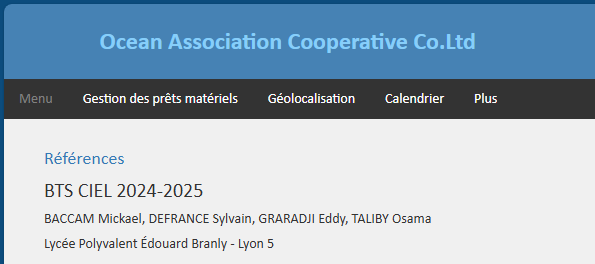 Ocean Association Cooperative Co.Ltd
Menu Gestion des prêts matériels Géolocalisation Calendrier Plus
Références
BTS CIEL 2024-2025
BACCAM Mickael, DEFRANCE Sylvain, GRARADJI Eddy, TALIBY Osama
Lycée Polyvalent Édouard Branly - Lyon 5